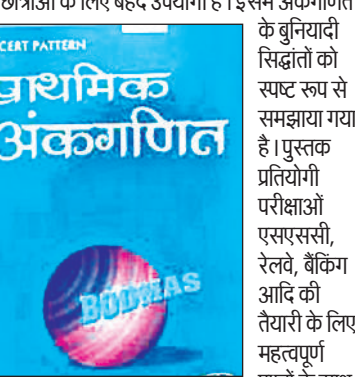 छात्राओं के लिए बेहद उपयोगी है। इसमें अंकगणित
के बुनियादी
सिद्धांतों को
स्पष्ट रूप से
समझाया गया
है। पुस्तक
प्रतियोगी
परीक्षाओं
एसएससी,
रेलवे, बैंकिंग
आदि की
तैयारी के लिए
महत्वपूर्ण
CERT PATTERN
प्राथमिक
अंकगणित
BODMAS